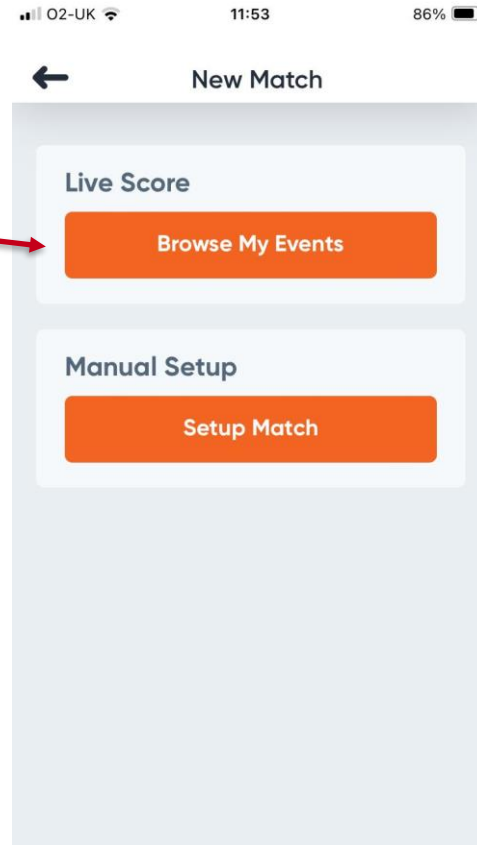 O2-UK 11:53 86%
New Match
Live Score
Browse My Events
Manual Setup
Setup Match